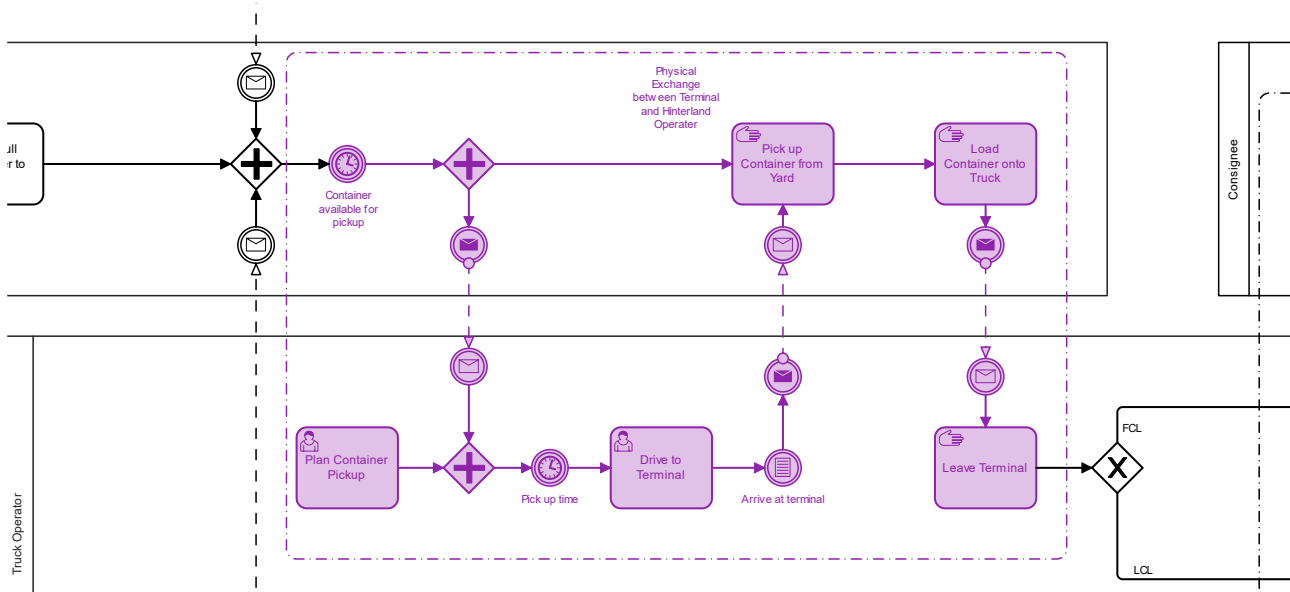 Physical
Exchange
between Terminal
and Hinterland
Operater
ull
er to
Pick up
Container from
Yard
Load
Container onto
Truck
Container
available for
pickup
Consignee
Plan Container
Pickup
Pick up time
Drive to
Terminal
Arrive at terminal
Leave Terminal
FCL
X
LCL
Truck Operator